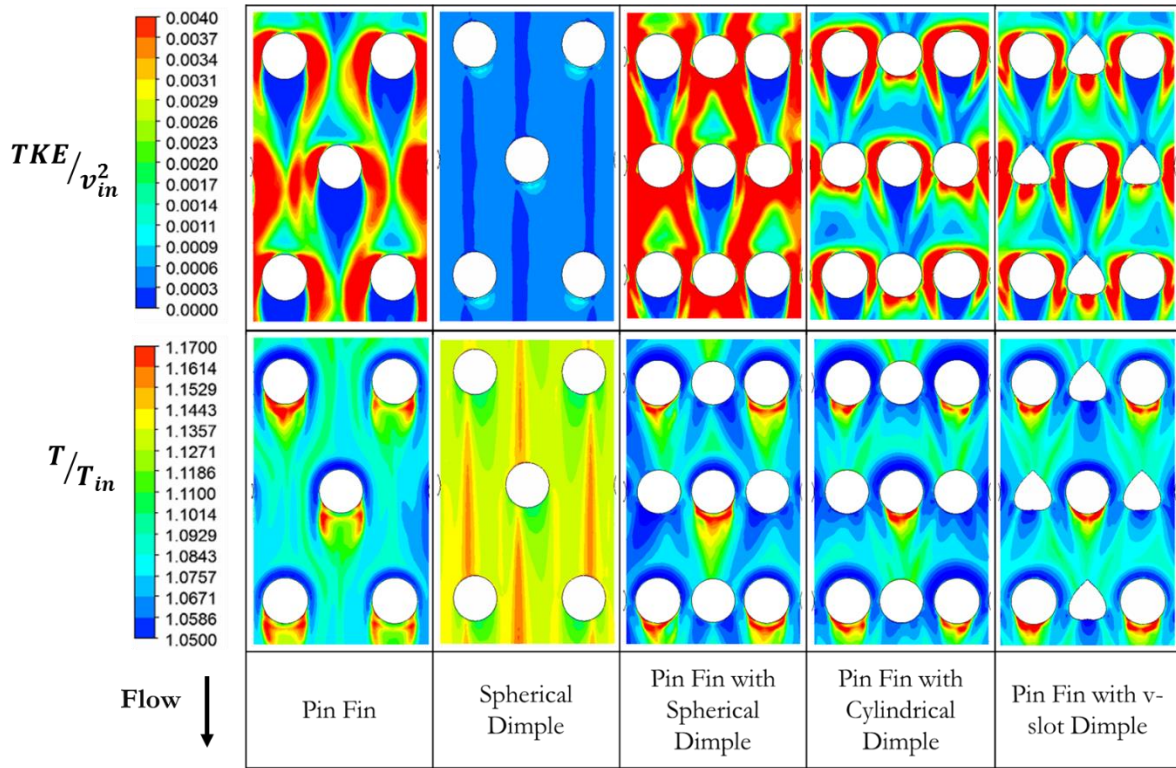 0.0040
0.0037
0.0034
0.0031
0.0029
0.0026
0.0023
0.0020
0.0017
0.0014
0.0011
0.0009
0.0006
0.0003
0.0000
TKE/v²in
1.1700
1.1614
1.1529
1.1443
1.1357
1.1271
1.1186
1.1100
1.1014
1.0929
1.0843
1.0757
1.0671
1.0586
1.0500
T/Tin
Flow
Pin Fin
Spherical
Dimple
Pin Fin with
Spherical
Dimple
Pin Fin with
Cylindrical
Dimple
Pin Fin with v-
slot Dimple